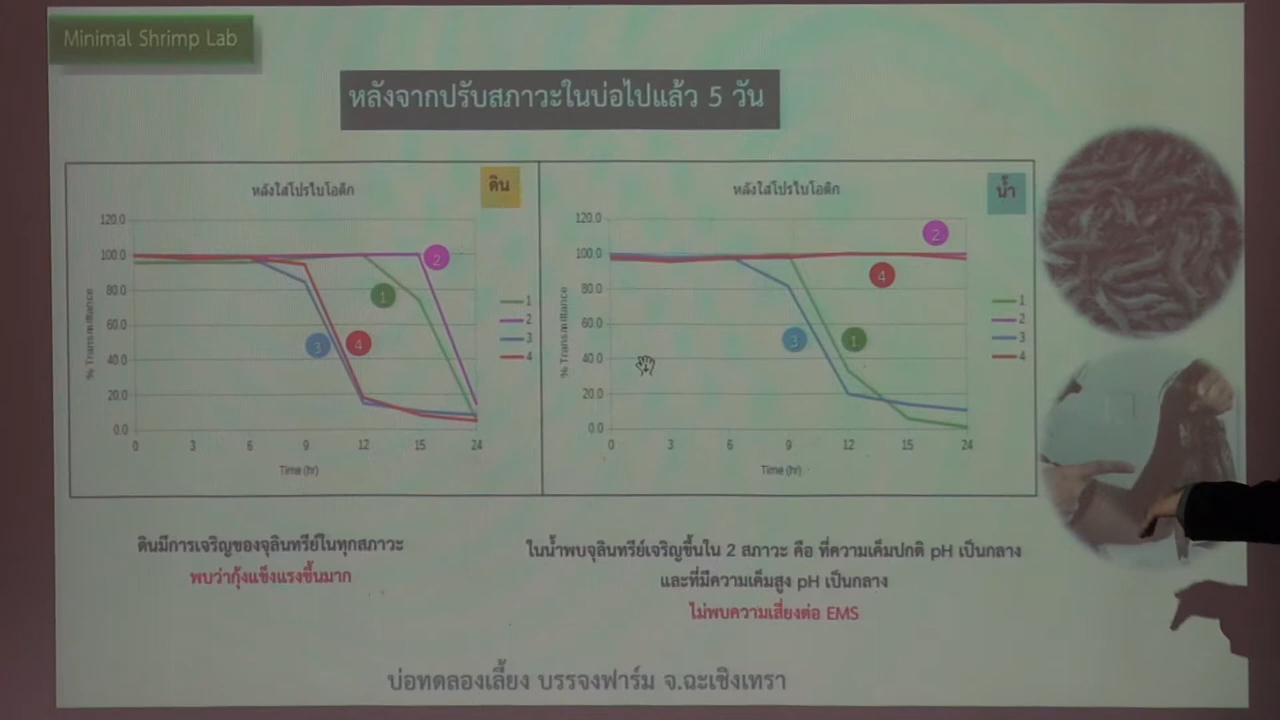 Minimal Shrimp Lab
หลังจากปรับสภาวะในบ่อไปแล้ว 5 วัน
หลังใส่โปรไบโอติก
ดิน
120.0
100.0
80.0
60.0
40.0
20.0
0.0
% Transmittance
0 3 6 9 12 15 24
Time (hr)
1
2
3
4
1
2
3
4
หลังใส่โปรไบโอติก
น้ำ
120.0
100.0
80.0
60.0
40.0
20.0
0.0
% Transmittance
0 3 6 9 12 15 24
Time (hr)
2
4
3
1
1
2
3
4
ดินมีการเจริญของจุลินทรีย์ในทุกสภาวะ
พบว่ากุ้งแข็งแรงขึ้นมาก
ในน้ำพบจุลินทรีย์เจริญขึ้นใน 2 สภาวะ คือ ที่ความเค็มปกติ pH เป็นกลาง
และที่มีความเค็มสูง pH เป็นกลาง
ไม่พบความเสี่ยงต่อ EMS
บ่อทดลองเลี้ยง บรรจงฟาร์ม จ.ฉะเชิงเทรา